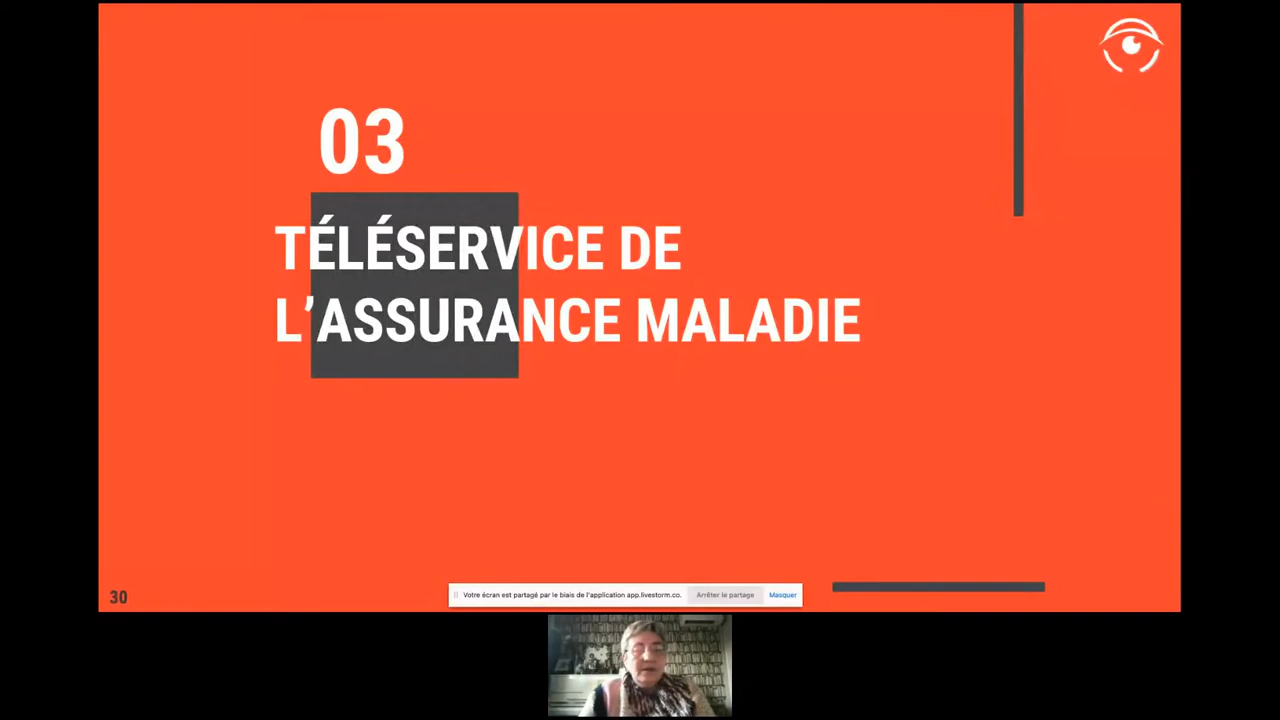 03
TÉLÉSERVICE DE
L’ASSURANCE MALADIE
30
Votre écran est partagé par le biais de l'application app.livestorm.co.
Arrêter le partage
Masquer